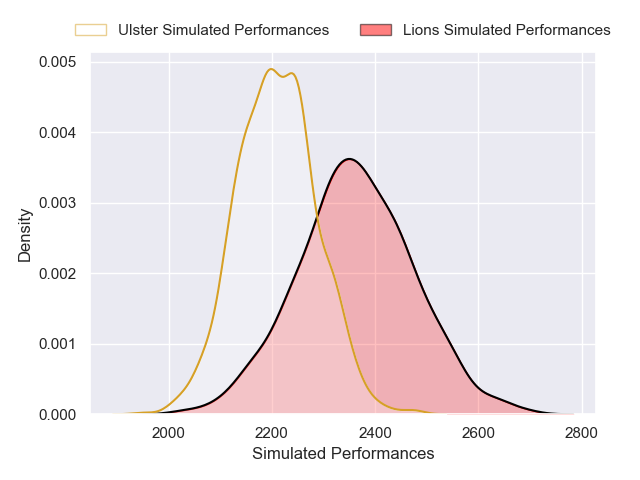 Ulster Simulated Performances Lions Simulated Performances
0.005
0.004
0.003
0.002
0.001
0.000
Density
2000 2200 2400 2600 2800
Simulated Performances